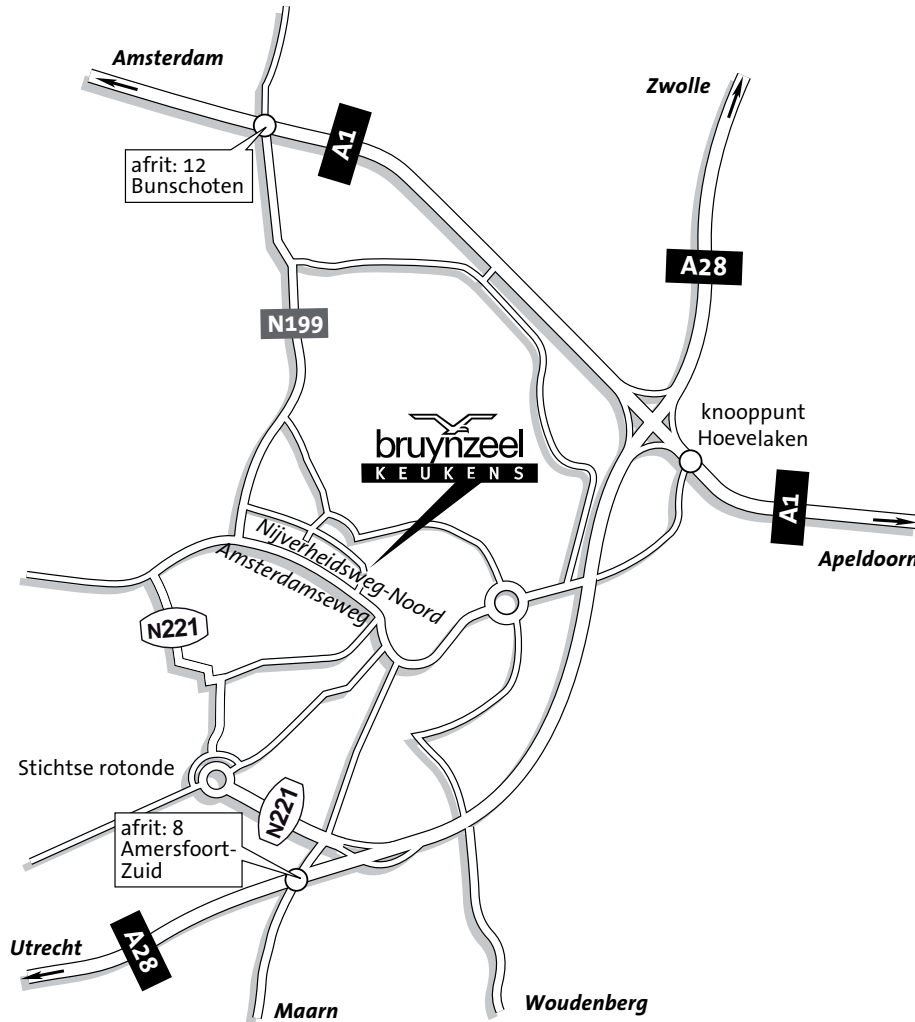 Amsterdam
Zwolle
A1
afrit: 12
Bunschoten
A28
N199
knooppunt
Hoevelaken
bruynzeel
KEUKENS
A1
Nijverheidsweg-Noord
Amsterdamseweg
Apeldoorn
N221
Stichtse rotonde
N221
afrit: 8
Amersfoort-
Zuid
A28
Utrecht
Maarn
Woudenberg